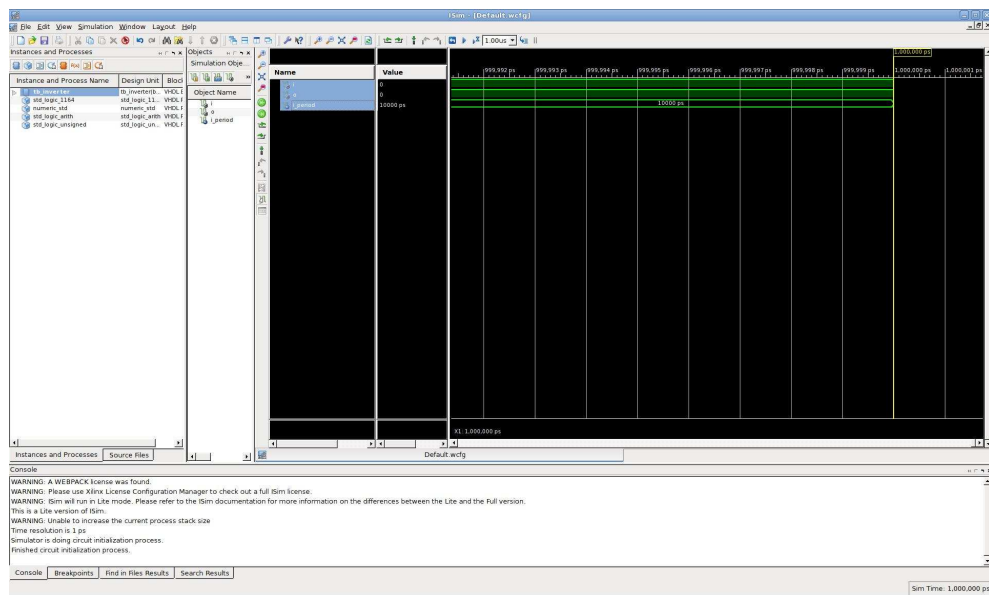 ISim - [Default.wcfg]
File Edit View Simulation Window Layout Help
1.00us
Instances and Processes
Instance and Process Name Design Unit Bloc
tb_inverter tb_inverter(b... VHDL E
std_logic_1164 std_logic_11... VHDL F
numeric_std numeric_std VHDL F
std_logic_arith std_logic_arith VHDL F
std_logic_unsigned std_logic_un... VHDL F
Instances and Processes Source Files
Objects
Simulation Obje...
Object Name
i
o
i_period
Name Value
i 0
o 0
i_period 10000 ps
1,000,000 ps
999,992 ps 999,993 ps 999,994 ps 999,995 ps 999,996 ps 999,997 ps 999,998 ps 999,999 ps 1,000,000 ps 1,000,001 ps
10000 ps
X1: 1,000,000 ps
Default.wcfg
Console
WARNING: A WEBPACK license was found.
WARNING: Please use Xilinx License Configuration Manager to check out a full ISim license.
WARNING: ISim will run in Lite mode. Please refer to the ISim documentation for more information on the differences between the Lite and the Full version.
This is a Lite version of ISim.
WARNING: Unable to increase the current process stack size
Time resolution is 1 ps
Simulator is doing circuit initialization process.
Finished circuit initialization process.
Console Breakpoints Find in Files Results Search Results
Sim Time: 1,000,000 ps